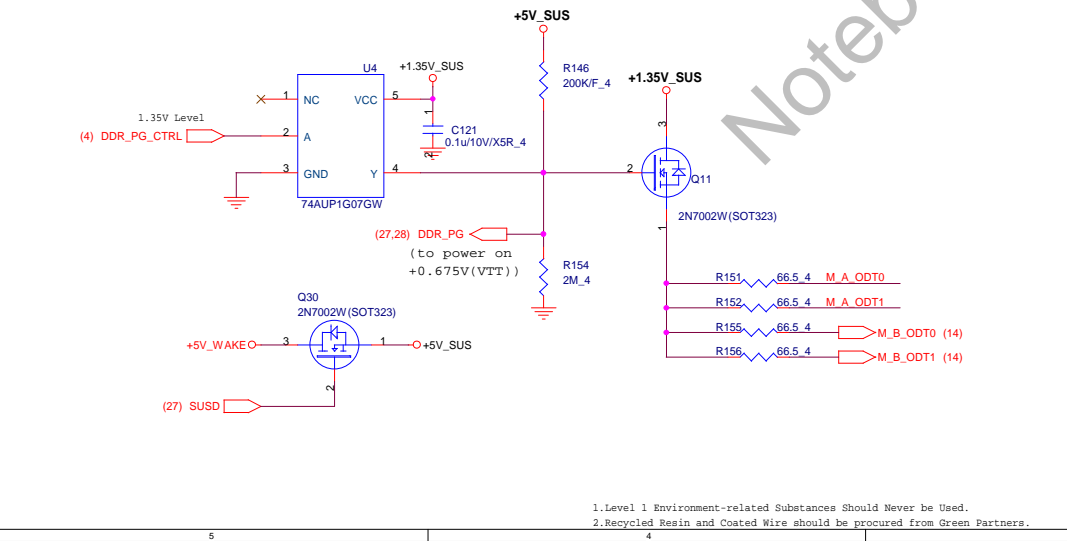 +5V_SUS
U4
+1.35V_SUS
R146
200K/F_4
+1.35V_SUS
1 NC VCC 5
1.35V Level
(4) DDR_PG_CTRL 2 A
1
C121
0.1u/10V/X5R_4
2
3 GND Y 4
74AUP1G07GW
3
2
Q11
2N7002W(SOT323)
1
(27,28) DDR_PG
(to power on
+0.675V(VTT))
R154
2M_4
R151 66.5_4 M_A_ODT0
R152 66.5_4 M_A_ODT1
R155 66.5_4 M_B_ODT0 (14)
R156 66.5_4 M_B_ODT1 (14)
Q30
2N7002W(SOT323)
+5V_WAKE 3 1 +5V_SUS
2
(27) SUSD
Noteb
1.Level 1 Environment-related Substances Should Never be Used.
2.Recycled Resin and Coated Wire should be procured from Green Partners.
5 4